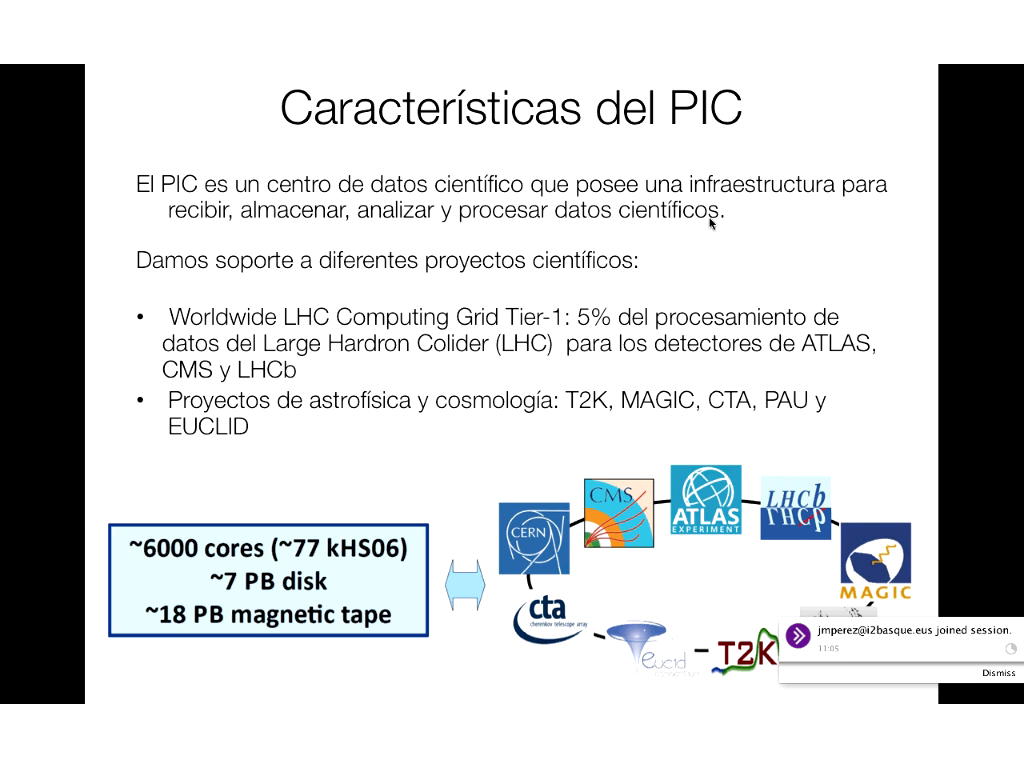 Características del PIC
El PIC es un centro de datos científico que posee una infraestructura para
recibir, almacenar, analizar y procesar datos científicos.
Damos soporte a diferentes proyectos científicos:
• Worldwide LHC Computing Grid Tier-1: 5% del procesamiento de
datos del Large Hardron Colider (LHC) para los detectores de ATLAS,
CMS y LHCb
• Proyectos de astrofísica y cosmología: T2K, MAGIC, CTA, PAU y
EUCLID
~6000 cores (~77 kHS06)
~7 PB disk
~18 PB magnetic tape
CERN
CMS
ATLAS
EXPERIMENT
LHCb
LHCb
MAGIC
cta
cherenkov telescope array
euclid
T2K
jmperez@i2basque.eus joined session.
11:05
Dismiss